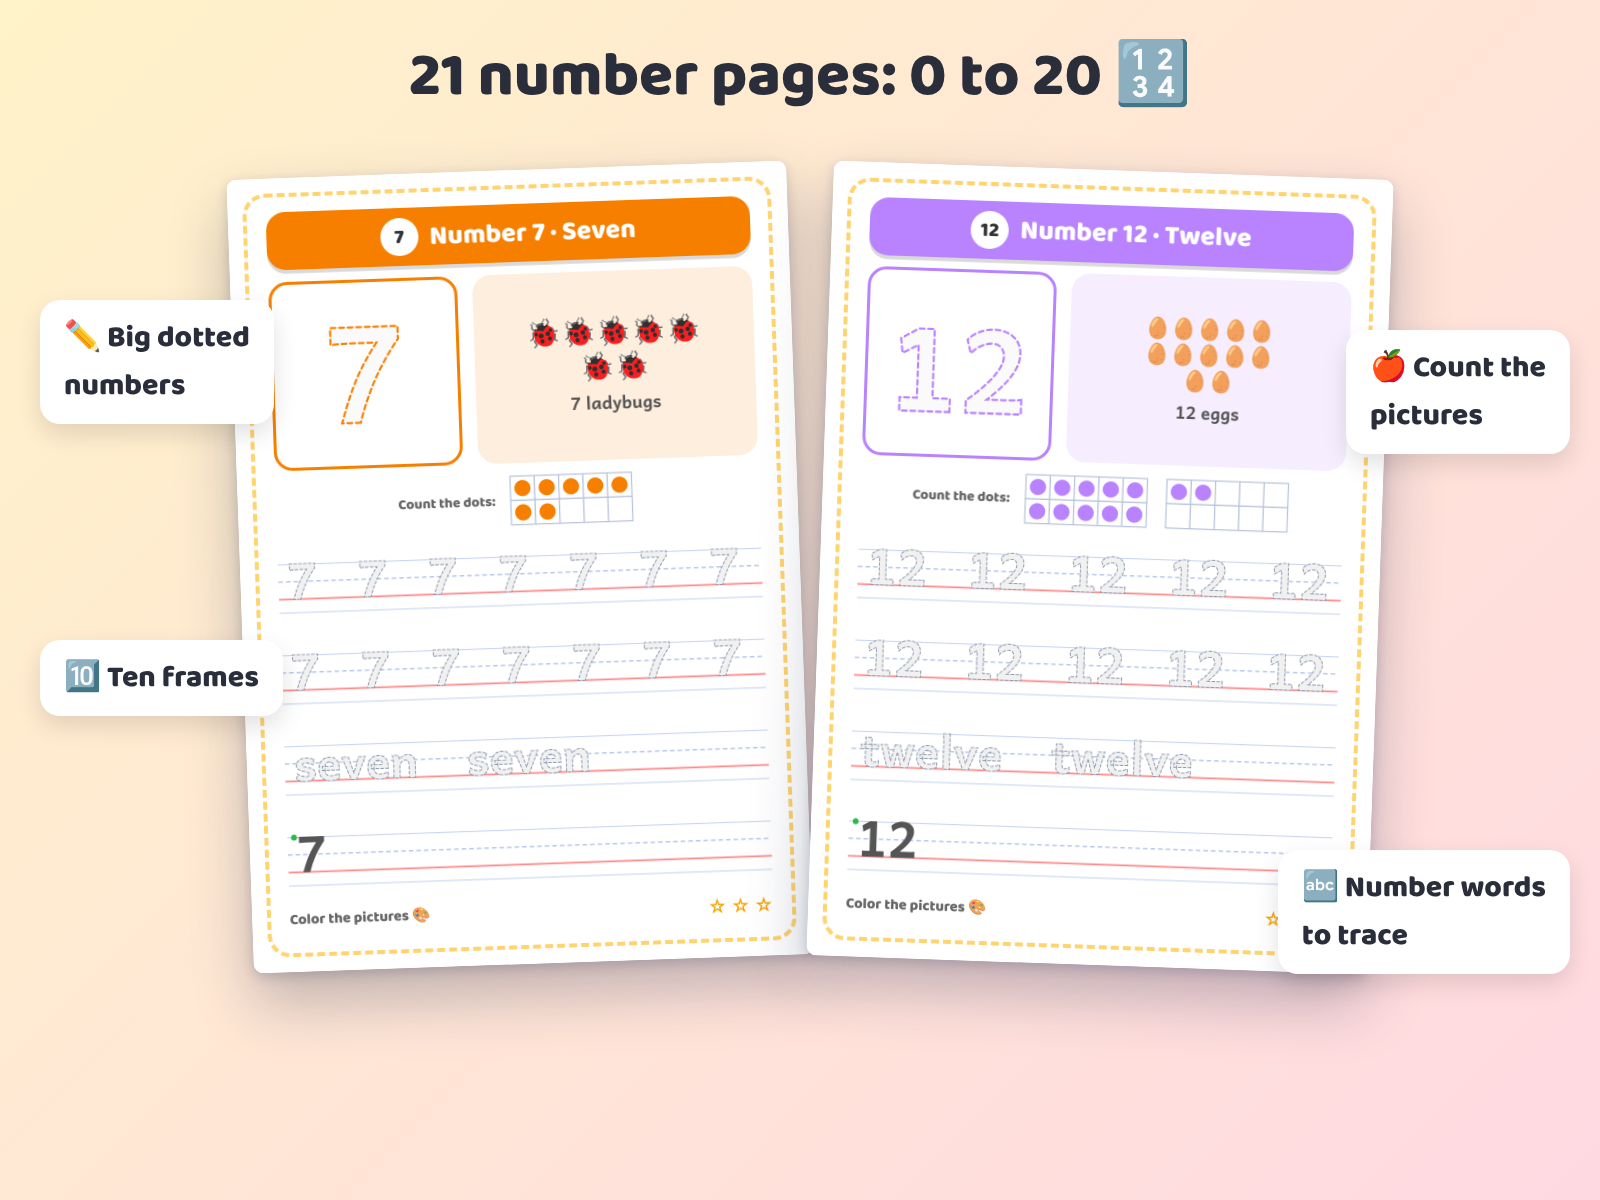 21 number pages: 0 to 20 🔢
7 Number 7 · Seven
7
7 ladybugs
Count the dots:
7 7 7 7 7 7 7
7 7 7 7 7 7 7
seven seven
7
Color the pictures 🎨 ☆ ☆ ☆
12 Number 12 · Twelve
12
12 eggs
Count the dots:
12 12 12 12 12
12 12 12 12 12
twelve twelve
12
Color the pictures 🎨 ☆
✏️ Big dotted
numbers
🔟 Ten frames
🍎 Count the
pictures
🔤 Number words
to trace